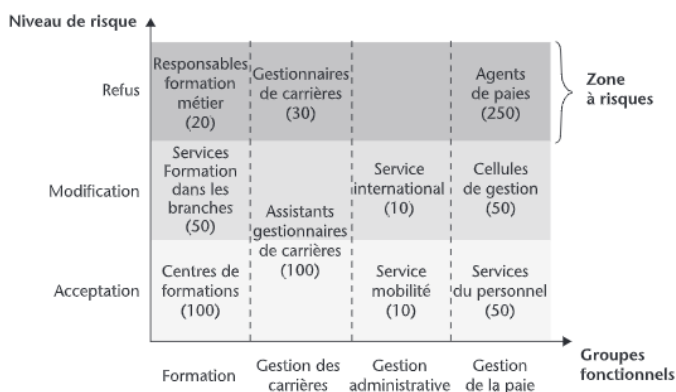 Niveau de risque
Refus
Responsables
formation
métier
(20)
Gestionnaires
de carrières
(30)
Agents
de paies
(250)
Zone
à risques
Modification
Services
Formation
dans les
branches
(50)
Assistants
gestionnaires
de carrières
(100)
Service
international
(10)
Cellules
de gestion
(50)
Acceptation
Centres de
formations
(100)
Service
mobilité
(10)
Services
du personnel
(50)
Groupes
fonctionnels
Formation
Gestion des
carrières
Gestion
administrative
Gestion
de la paie